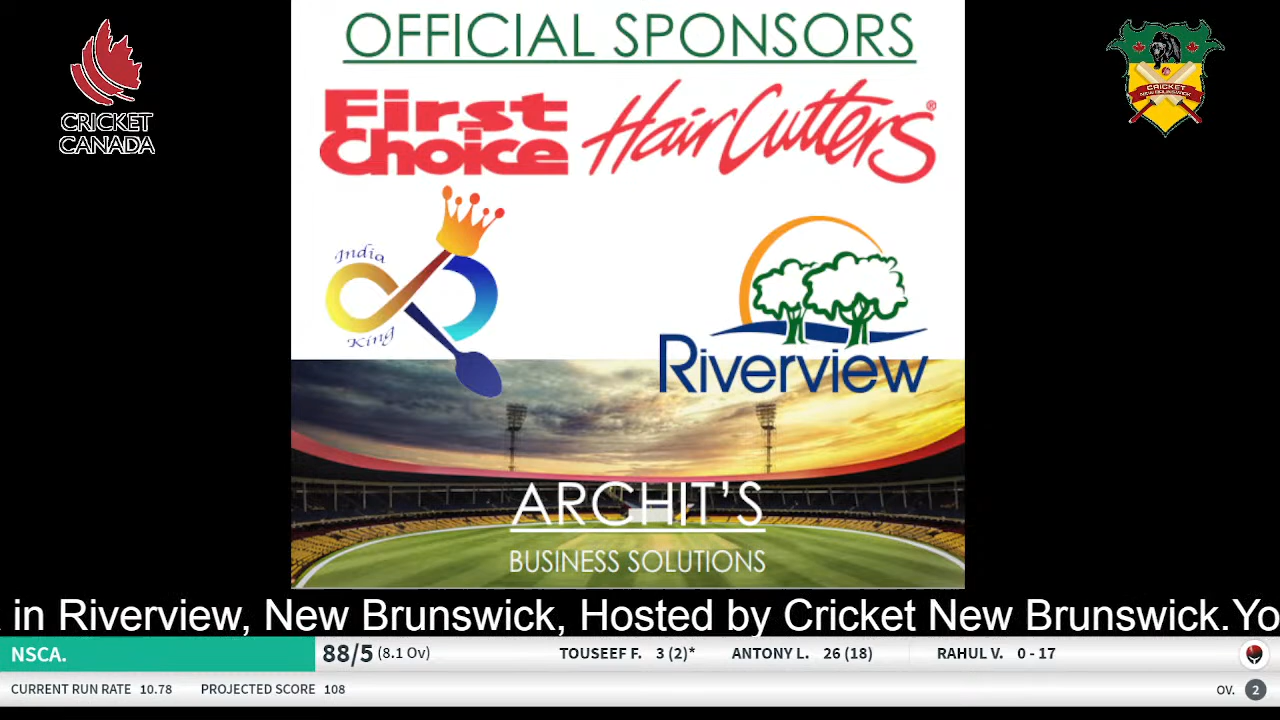 OFFICIAL SPONSORS
CRICKET
CANADA
CRICKET
NEW BRUNSWICK
First
Choice
HairCutters®
India
King
Riverview
ARCHIT'S
BUSINESS SOLUTIONS
in Riverview, New Brunswick, Hosted by Cricket New Brunswick.Yo
NSCA. 88/5 (8.1 Ov) TOUSEEF F. 3 (2)* ANTONY L. 26 (18) RAHUL V. 0 - 17
CURRENT RUN RATE 10.78 PROJECTED SCORE 108 OV. 2